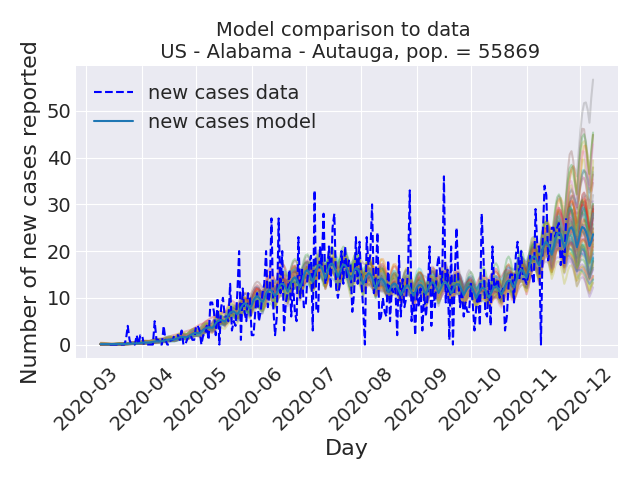 Model comparison to data
US - Alabama - Autauga, pop. = 55869
Number of new cases reported
50
40
30
20
10
0
new cases data
new cases model
2020-03
2020-04
2020-05
2020-06
2020-07
2020-08
2020-09
2020-10
2020-11
2020-12
Day